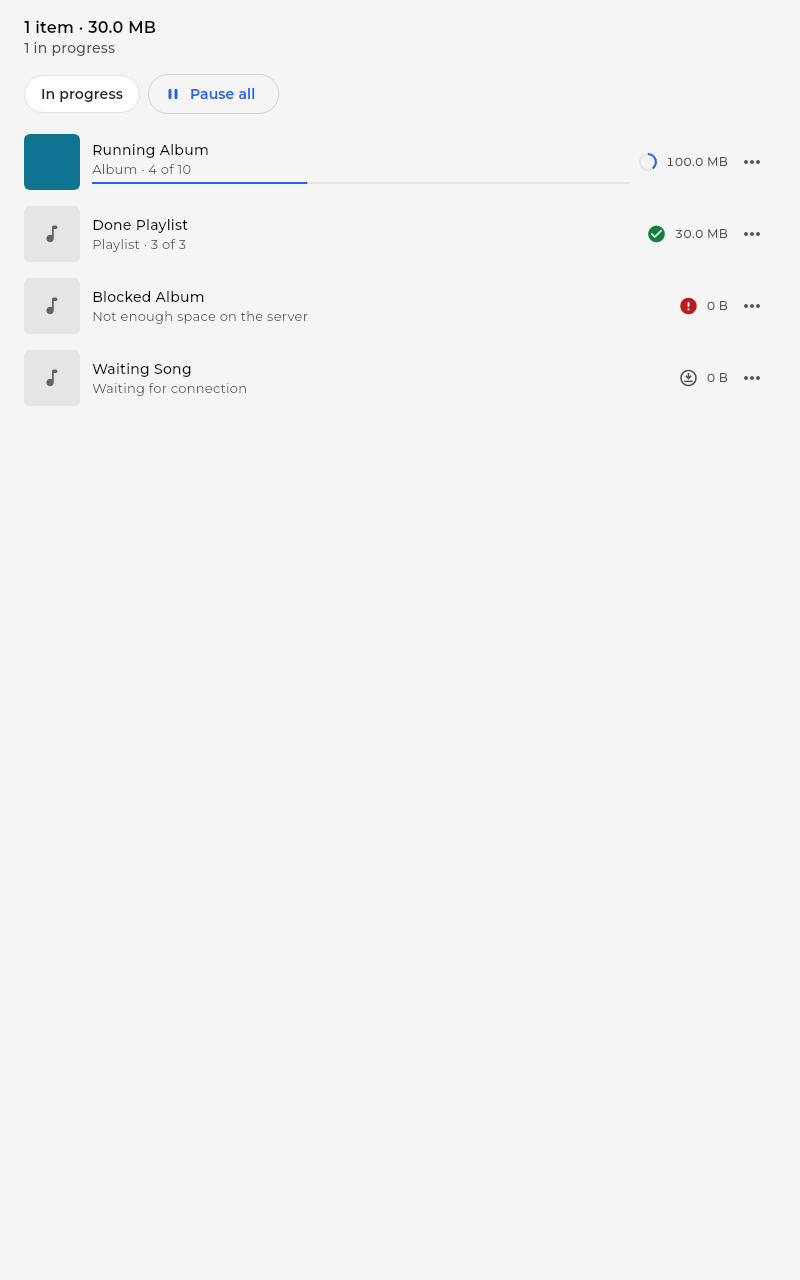 1 item · 30.0 MB
1 in progress
In progress
Pause all
Running Album
Album · 4 of 10
100.0 MB
Done Playlist
Playlist · 3 of 3
30.0 MB
Blocked Album
Not enough space on the server
0 B
Waiting Song
Waiting for connection
0 B